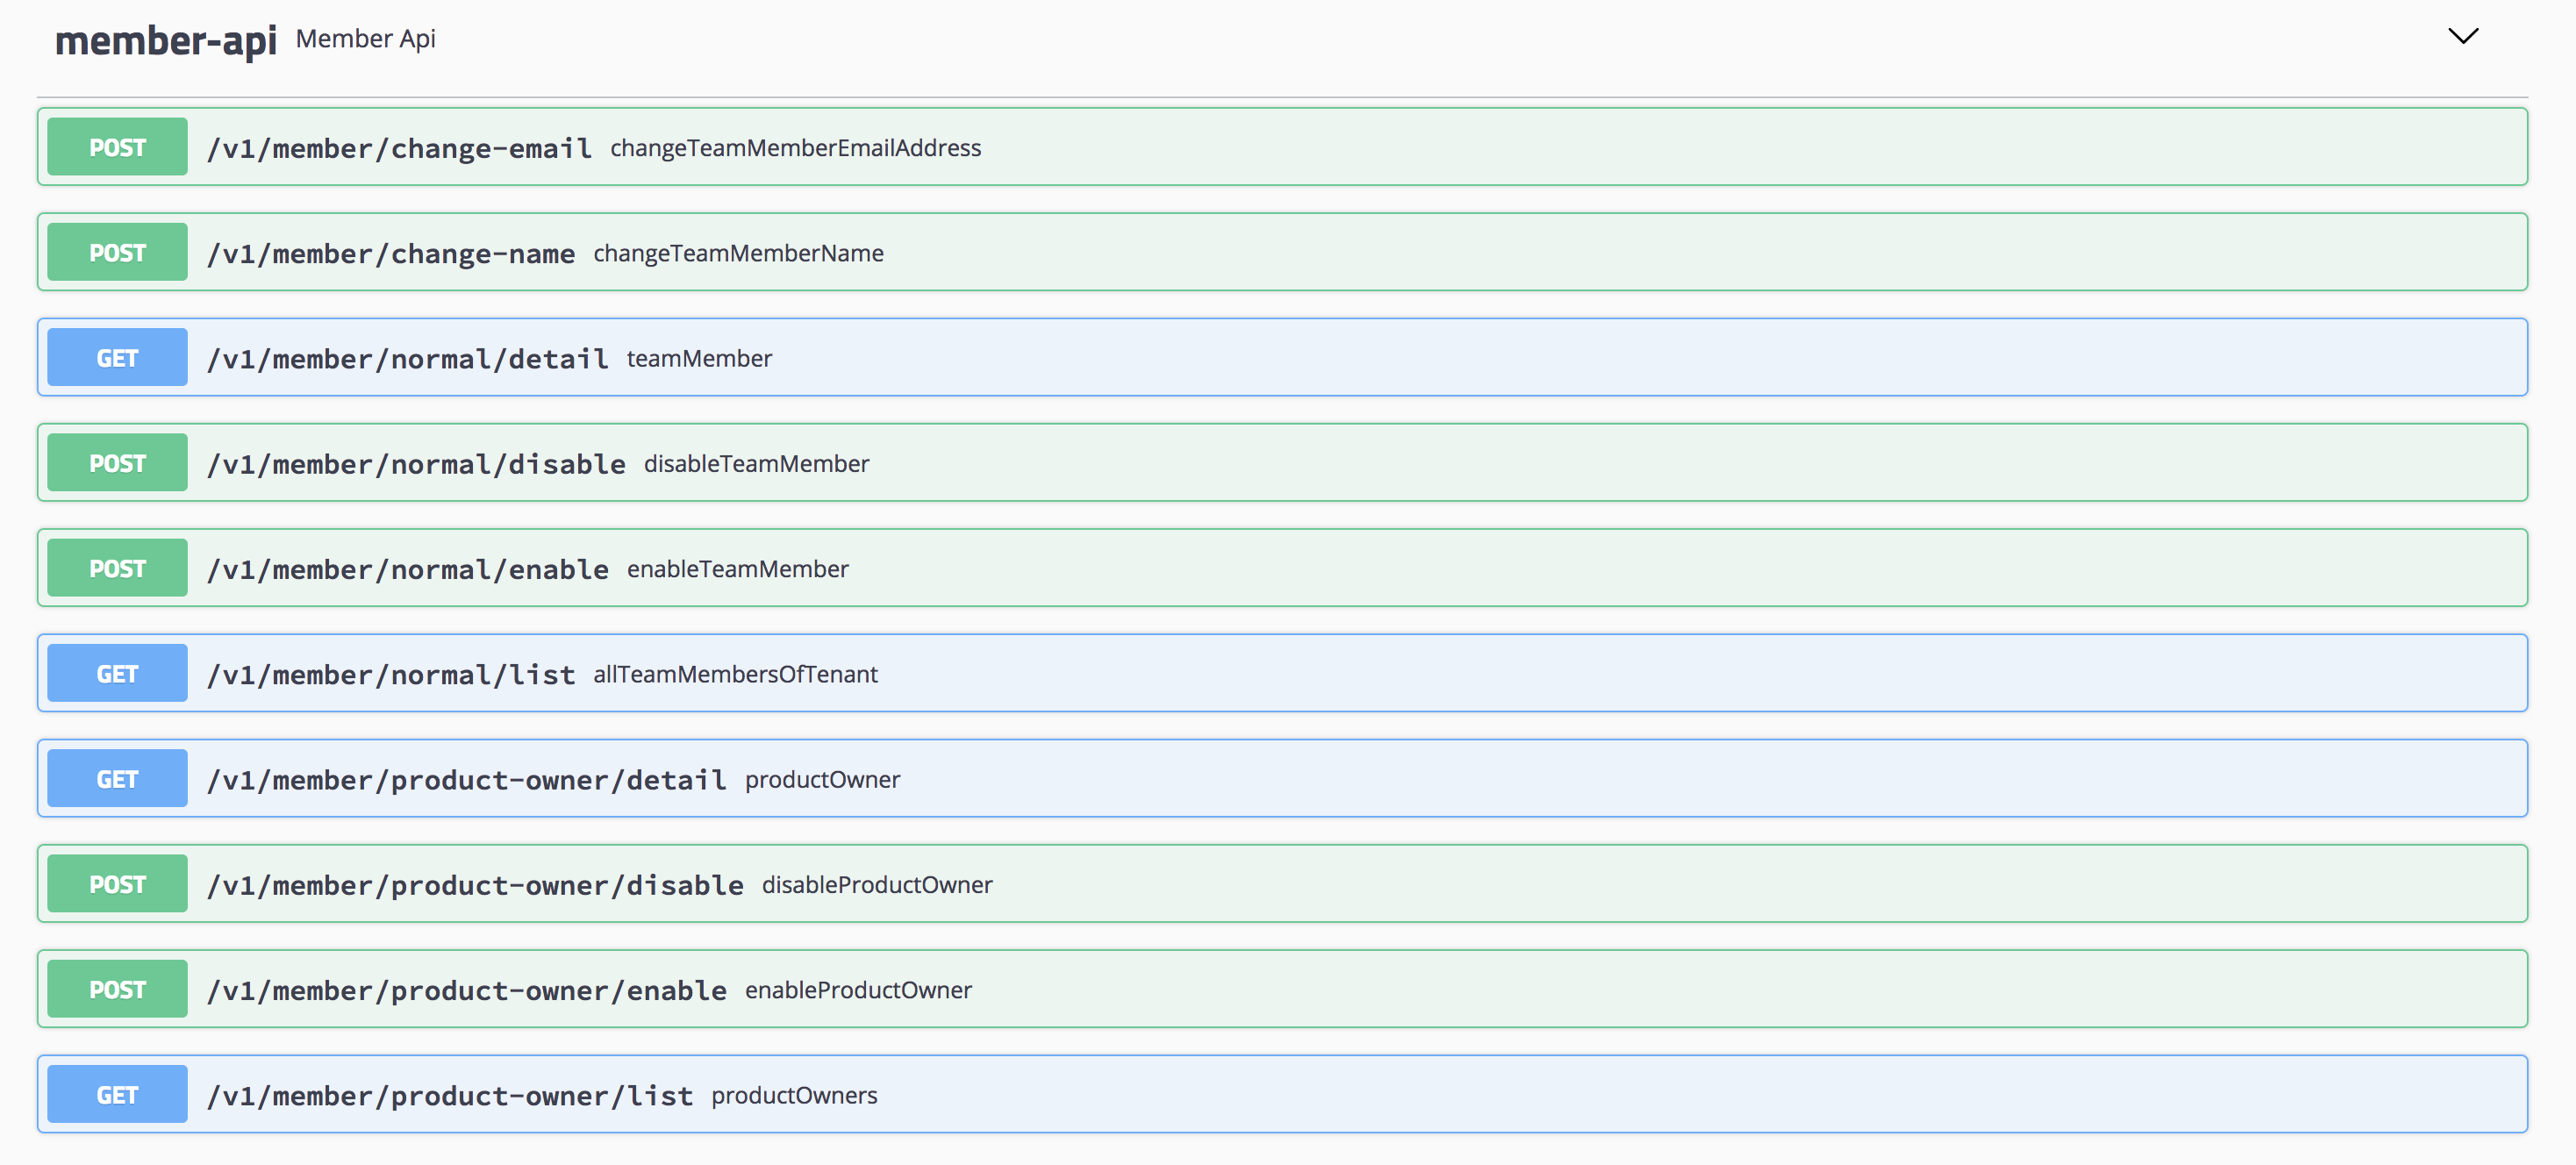 member-api Member Api
POST /v1/member/change-email changeTeamMemberEmailAddress
POST /v1/member/change-name changeTeamMemberName
GET /v1/member/normal/detail teamMember
POST /v1/member/normal/disable disableTeamMember
POST /v1/member/normal/enable enableTeamMember
GET /v1/member/normal/list allTeamMembersOfTenant
GET /v1/member/product-owner/detail productOwner
POST /v1/member/product-owner/disable disableProductOwner
POST /v1/member/product-owner/enable enableProductOwner
GET /v1/member/product-owner/list productOwners